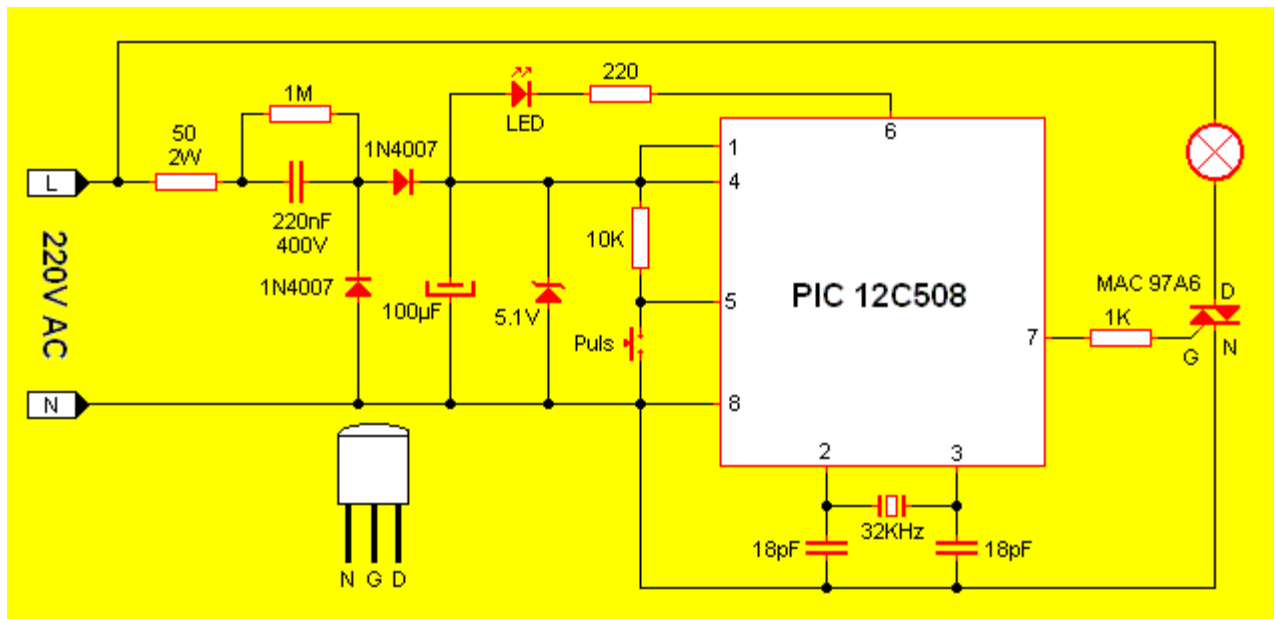 220
1M
LED
6
50
2W
1N4007
1
L
4
220nF
400V
10K
220V AC
1N4007
100µF
5.1V
5
PIC 12C508
MAC 97A6
D
1K
Puls
7
G
N
N
8
2
3
32KHz
18pF
18pF
N G D